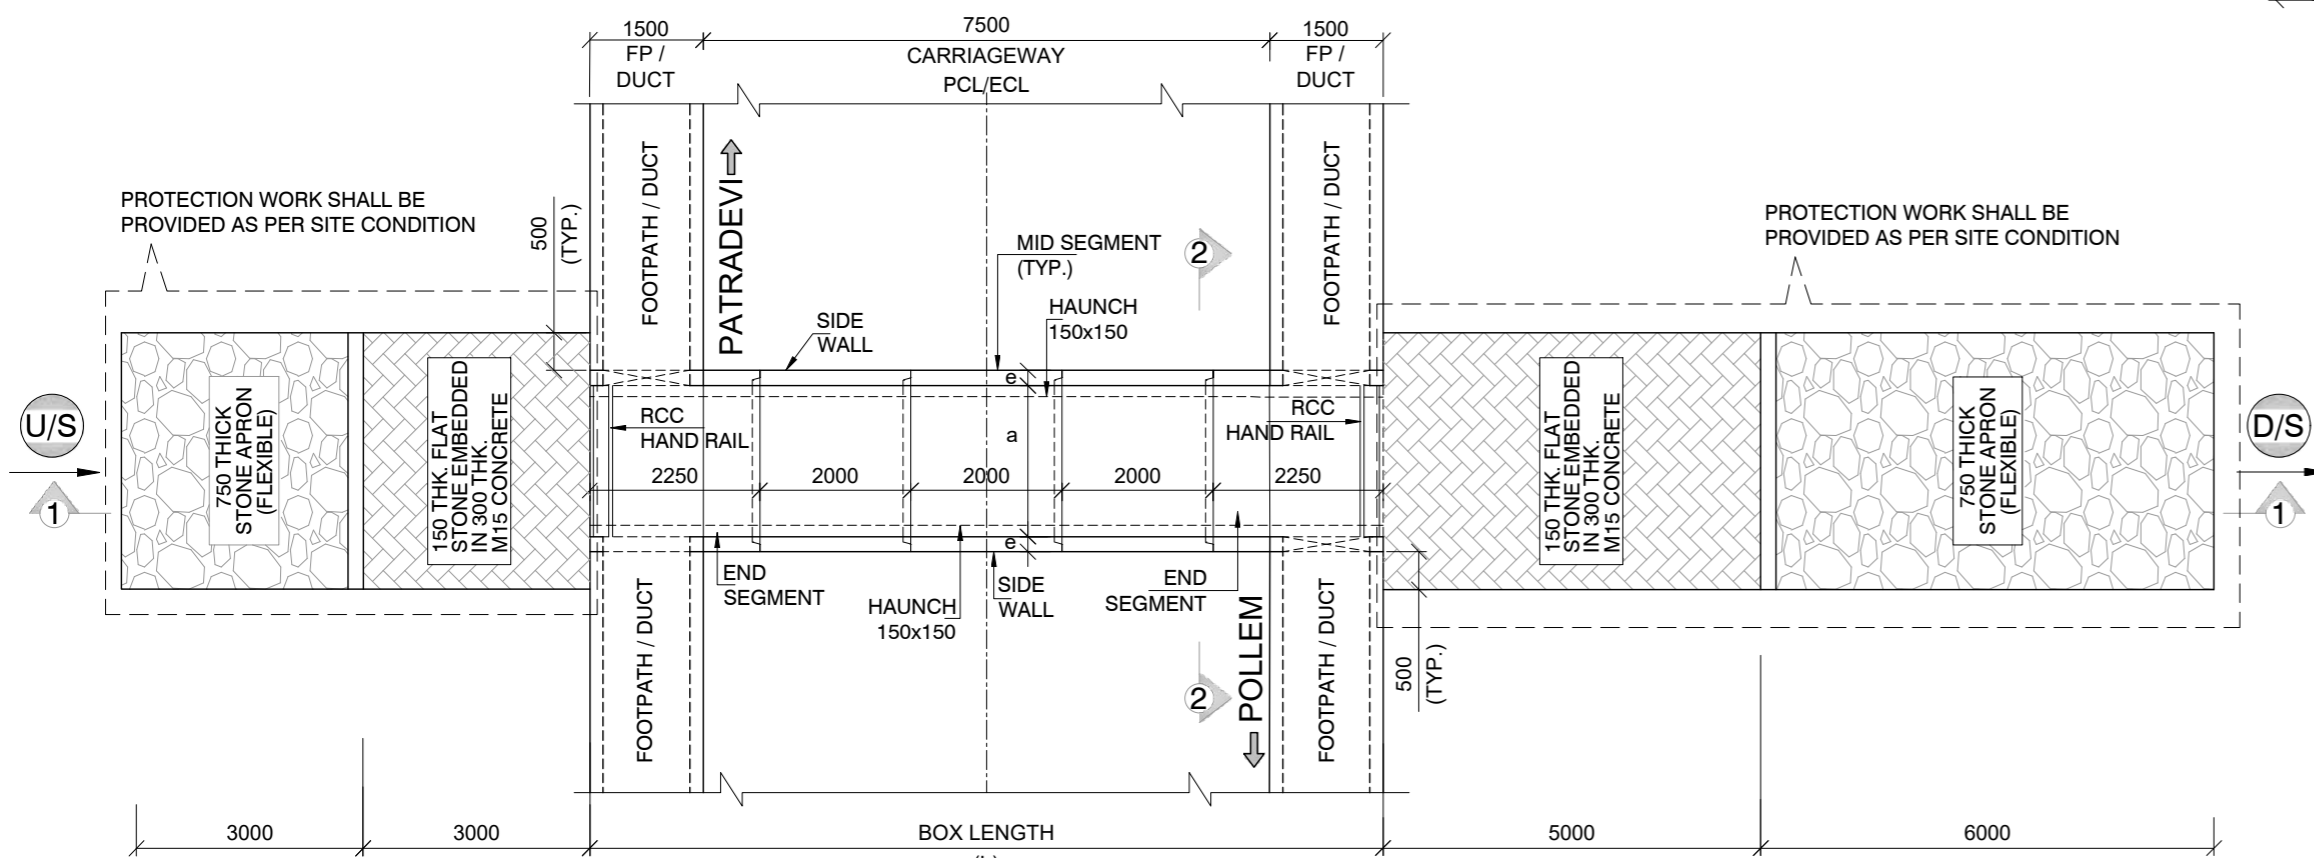 1500
FP /
DUCT
7500
CARRIAGEWAY
PCL/ECL
1500
FP /
DUCT
PROTECTION WORK SHALL BE
PROVIDED AS PER SITE CONDITION
500
(TYP.)
FOOTPATH / DUCT
PATRADEVI
MID SEGMENT
(TYP.)
2
HAUNCH
150x150
SIDE
WALL
FOOTPATH / DUCT
PROTECTION WORK SHALL BE
PROVIDED AS PER SITE CONDITION
U/S
1
750 THICK
STONE APRON
(FLEXIBLE)
150 THK. FLAT
STONE EMBEDDED
IN 300 THK.
M15 CONCRETE
RCC
HAND RAIL
e
a
e
RCC
HAND RAIL
2250
2000
2000
2000
2250
150 THK. FLAT
STONE EMBEDDED
IN 300 THK.
M15 CONCRETE
750 THICK
STONE APRON
(FLEXIBLE)
D/S
1
END
SEGMENT
HAUNCH
150x150
SIDE
WALL
END
SEGMENT
FOOTPATH / DUCT
2
POLLEM
FOOTPATH / DUCT
500
(TYP.)
3000
3000
BOX LENGTH
5000
6000